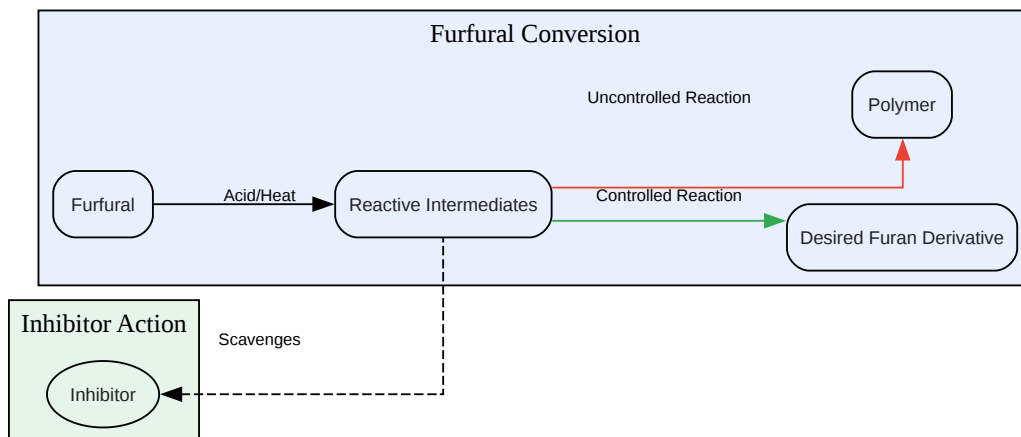 Furfural Conversion
Uncontrolled Reaction
Polymer
Furfural
Acid/Heat
Reactive Intermediates
Controlled Reaction
Desired Furan Derivative
Inhibitor Action
Scavenges
Inhibitor